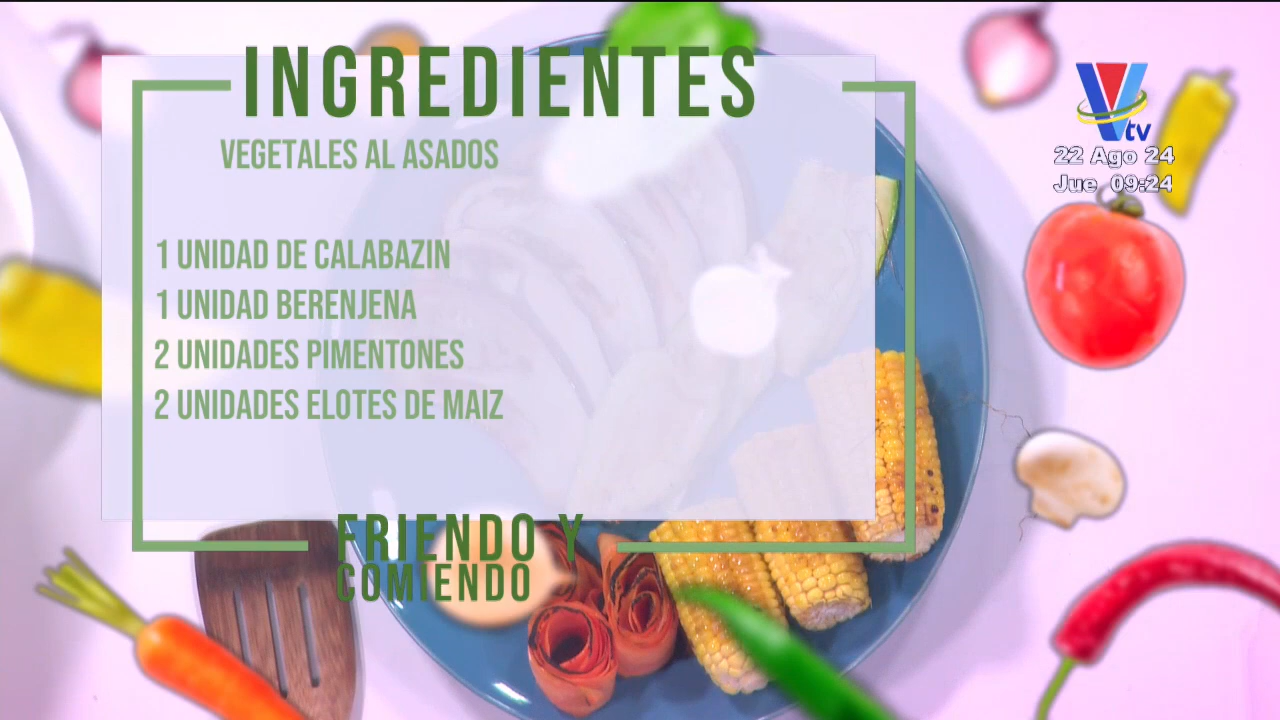 INGREDIENTES
VEGETALES AL ASADOS
1 UNIDAD DE CALABAZIN
1 UNIDAD BERENJENA
2 UNIDADES PIMENTONES
2 UNIDADES ELOTES DE MAIZ
FRIENDO Y
COMIENDO
Vtv
22 Ago 24
Jue 09:24